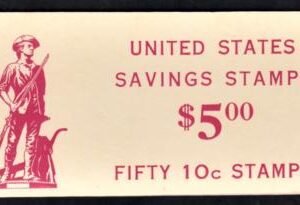 UNITED STATES
SAVINGS STAMP
$5.00
FIFTY 10c STAMP